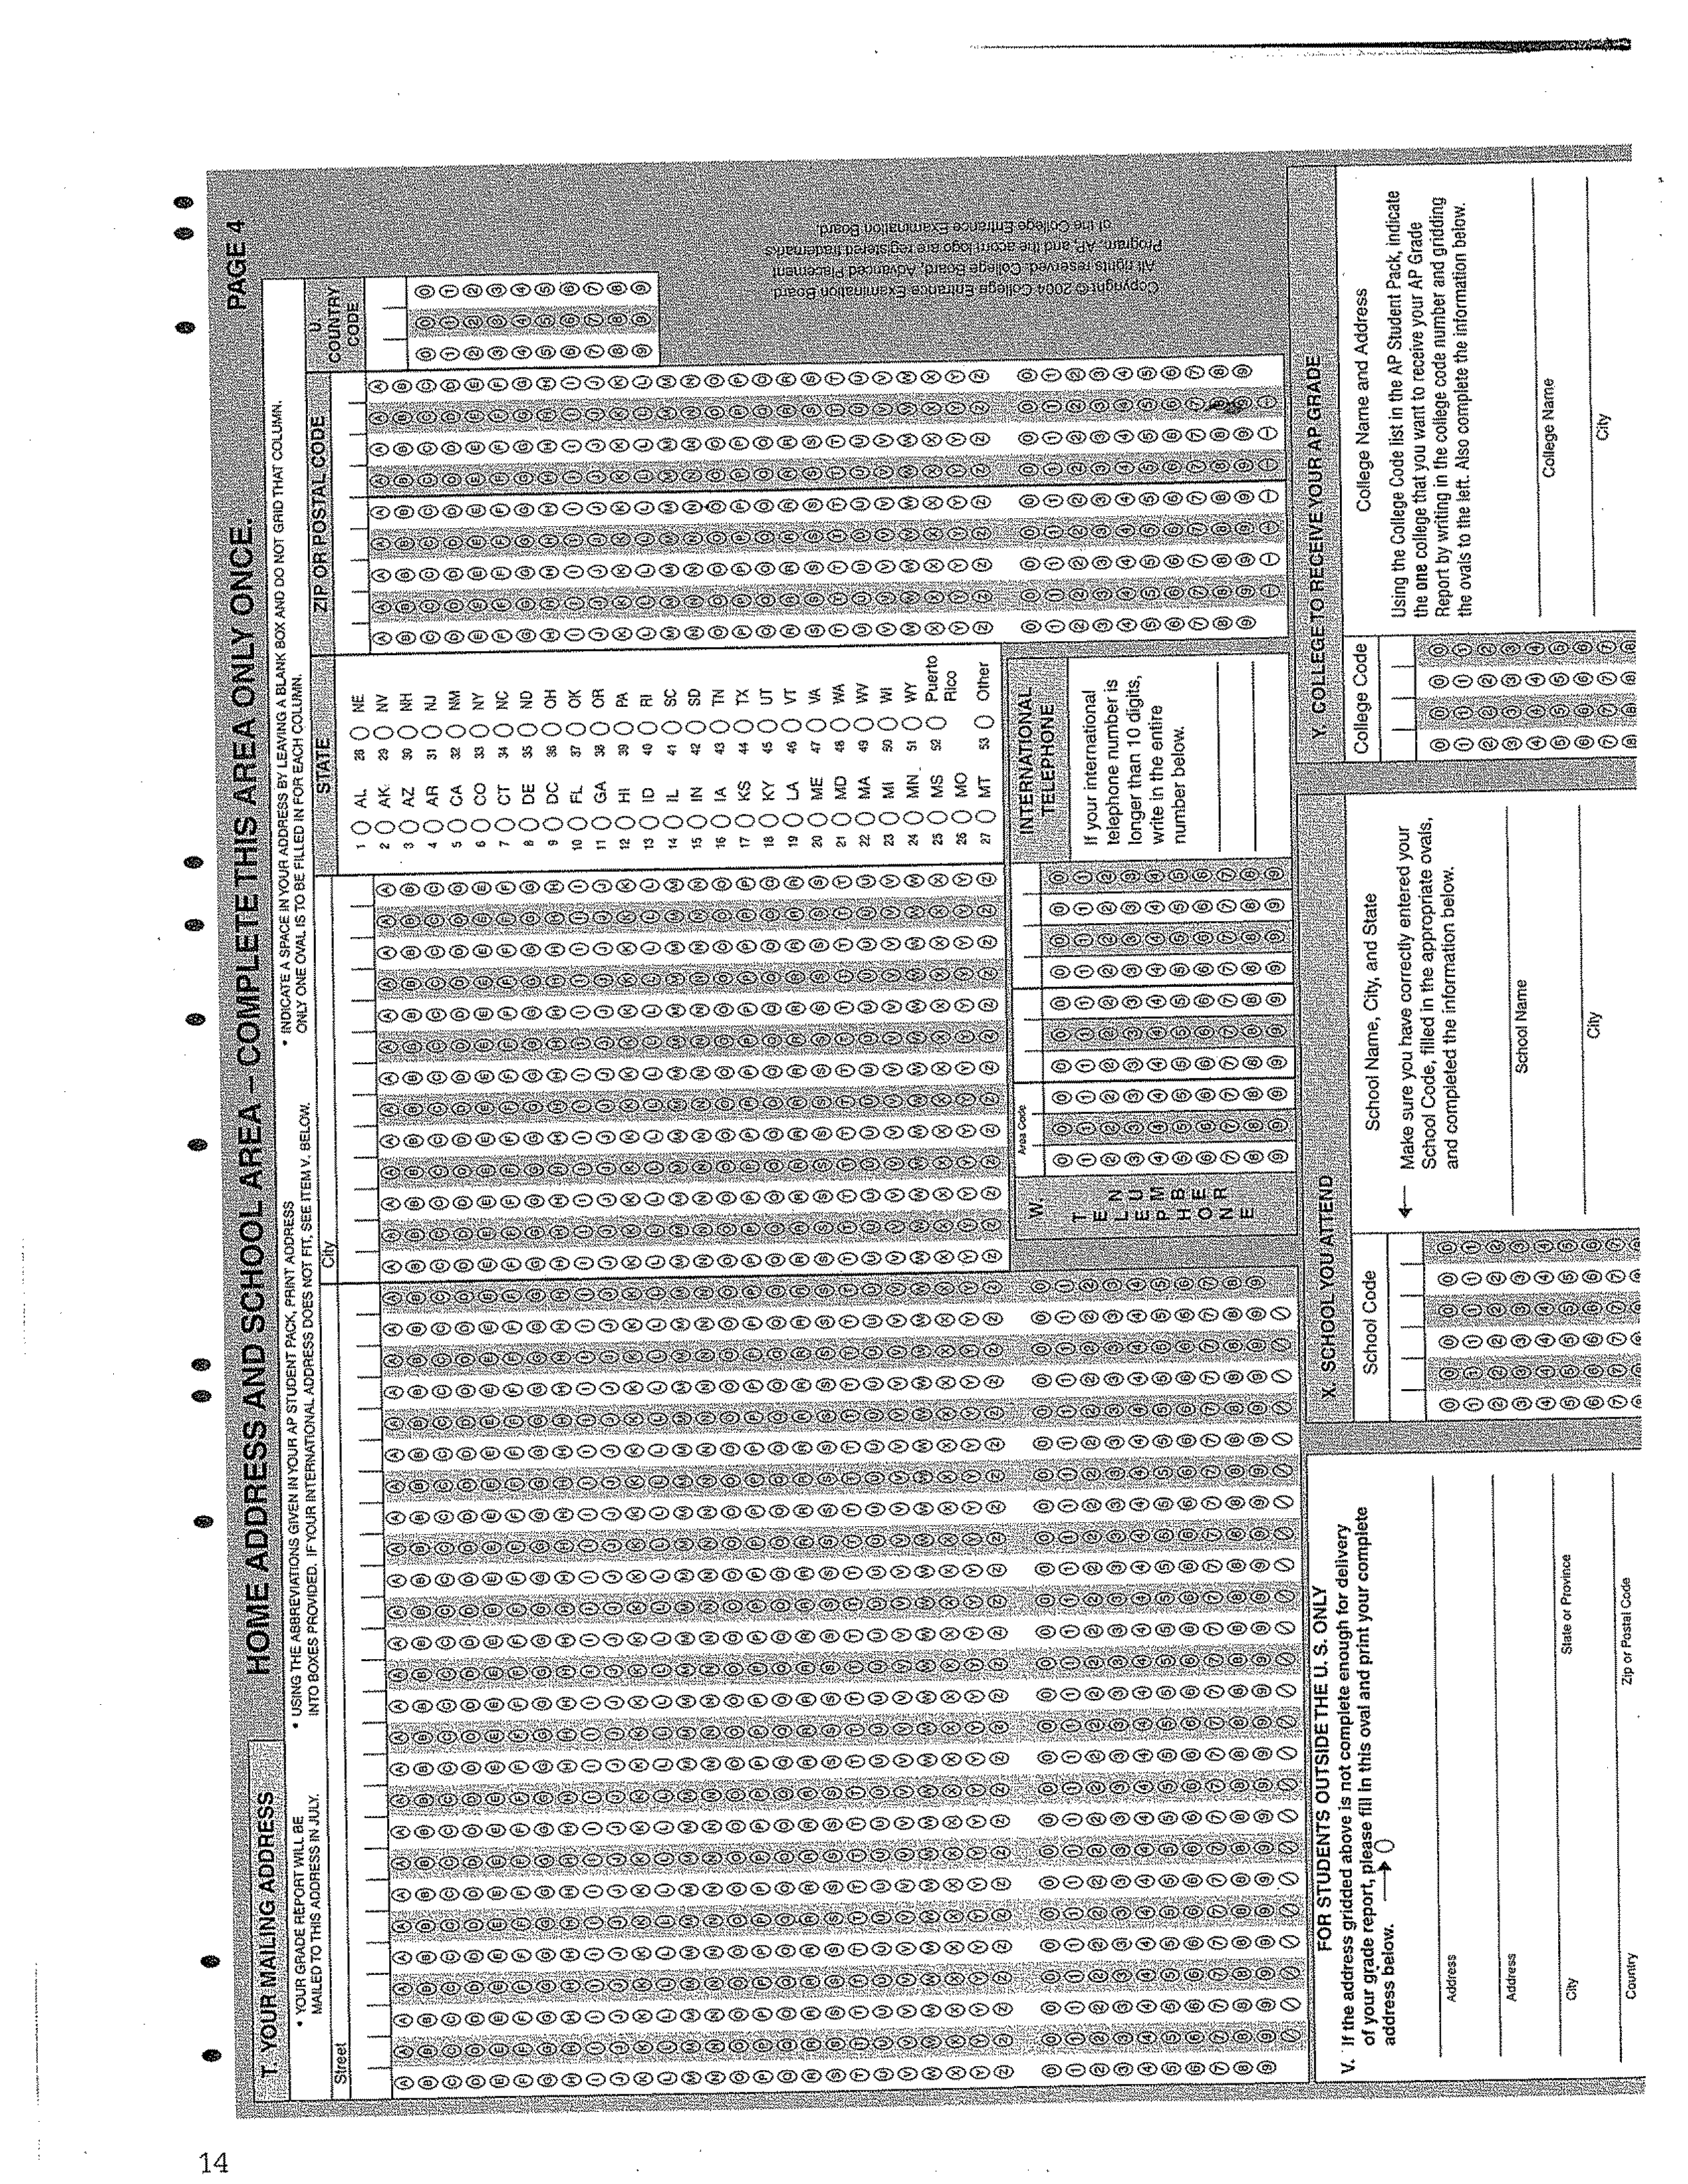 PAGE 4
HOME ADDRESS AND SCHOOL AREA – COMPLETE THIS AREA ONLY ONCE.
T. YOUR MAILING ADDRESS
• YOUR GRADE REPORT WILL BE
MAILED TO THIS ADDRESS IN JULY.
• USING THE ABBREVIATIONS GIVEN IN YOUR AP STUDENT PACK, PRINT ADDRESS
INTO BOXES PROVIDED. IF YOUR INTERNATIONAL ADDRESS DOES NOT FIT, SEE ITEM V. BELOW.
• INDICATE A SPACE IN YOUR ADDRESS BY LEAVING A BLANK BOX AND DO NOT GRID THAT COLUMN.
ONLY ONE OVAL IS TO BE FILLED IN FOR EACH COLUMN.
Street
City
STATE
ZIP OR POSTAL CODE
U.
COUNTRY
CODE
1 AL 28 NE
2 AK 29 NV
3 AZ 30 NH
4 AR 31 NJ
5 CA 32 NM
6 CO 33 NY
7 CT 34 NC
8 DE 35 ND
9 DC 36 OH
10 FL 37 OK
11 GA 38 OR
12 HI 39 PA
13 ID 40 RI
14 IL 41 SC
15 IN 42 SD
16 IA 43 TN
17 KS 44 TX
18 KY 45 UT
19 LA 46 VT
20 ME 47 VA
21 MD 48 WA
22 MA 49 WV
23 MI 50 WI
24 MN 51 WY
25 MS 52 Puerto
26 MO Rico
27 MT 53 Other
Copyright © 2004 College Entrance Examination Board
All rights reserved. College Board, Advanced Placement
Program, AP, and the acorn logo are registered trademarks
of the College Entrance Examination Board.
W.
TELEPHONE
NUMBER
Area Code
INTERNATIONAL
TELEPHONE
If your international
telephone number is
longer than 10 digits,
write in the entire
number below.
FOR STUDENTS OUTSIDE THE U. S. ONLY
V. If the address gridded above is not complete enough for delivery
of your grade report, please fill in this oval and print your complete
address below. → O
Address
Address
City
State or Province
Country
Zip or Postal Code
X. SCHOOL YOU ATTEND
School Code
School Name, City, and State
← Make sure you have correctly entered your
School Code, filled in the appropriate ovals,
and completed the information below.
School Name
City
Y. COLLEGE TO RECEIVE YOUR AP GRADE
College Code
College Name and Address
Using the College Code list in the AP Student Pack, indicate
the one college that you want to receive your AP Grade
Report by writing in the college code number and gridding
the ovals to the left. Also complete the information below.
College Name
City
14